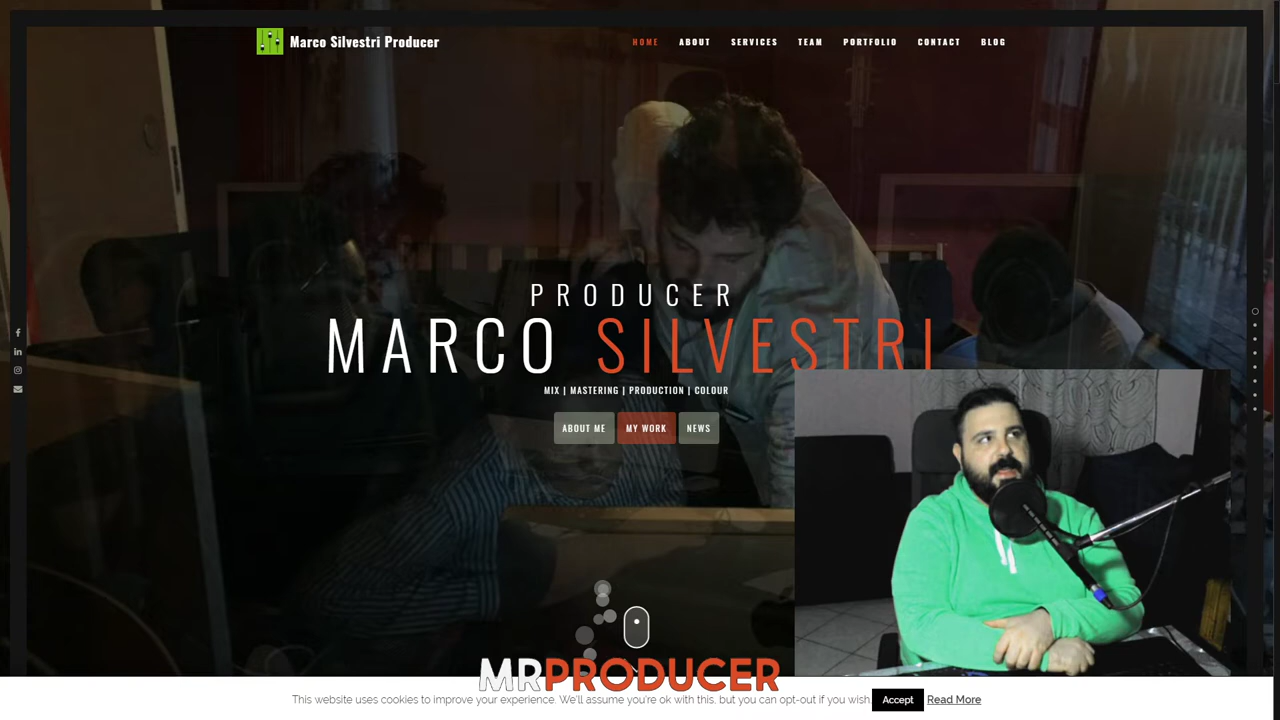 Marco Silvestri Producer
HOME ABOUT SERVICES TEAM PORTFOLIO CONTACT BLOG
PRODUCER
MARCO SILVESTRI
MIX | MASTERING | PRODUCTION | COLOUR
ABOUT ME MY WORK NEWS
MRPRODUCER
This website uses cookies to improve your experience. We'll assume you're ok with this, but you can opt-out if you wish. Accept Read More